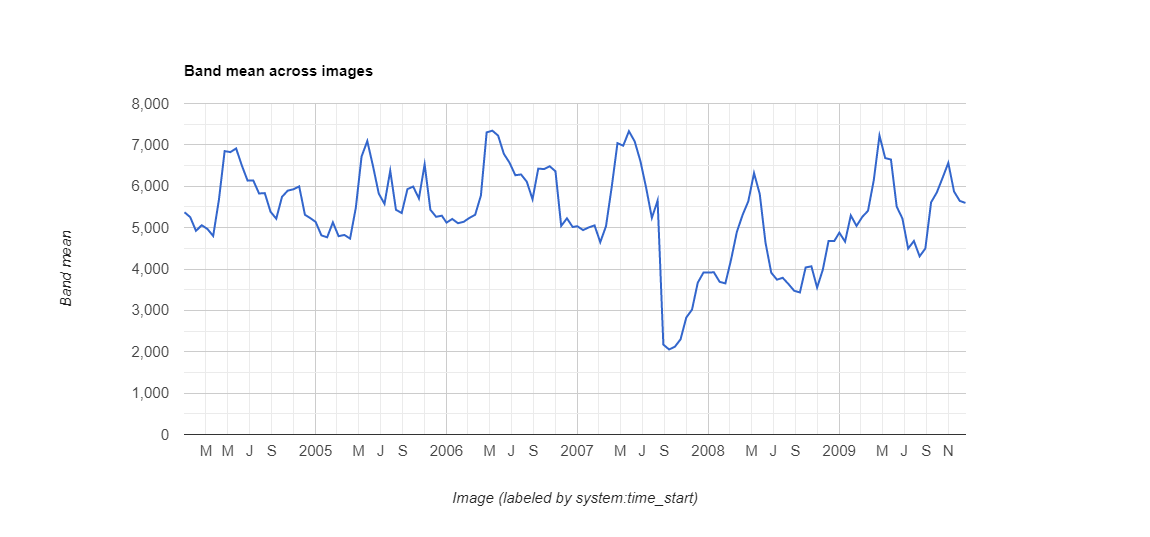 Band mean across images
8,000
7,000
6,000
5,000
4,000
3,000
2,000
1,000
0
Band mean
M M J S 2005 M J S 2006 M J S 2007 M J S 2008 M J S 2009 M J S N
Image (labeled by system:time_start)